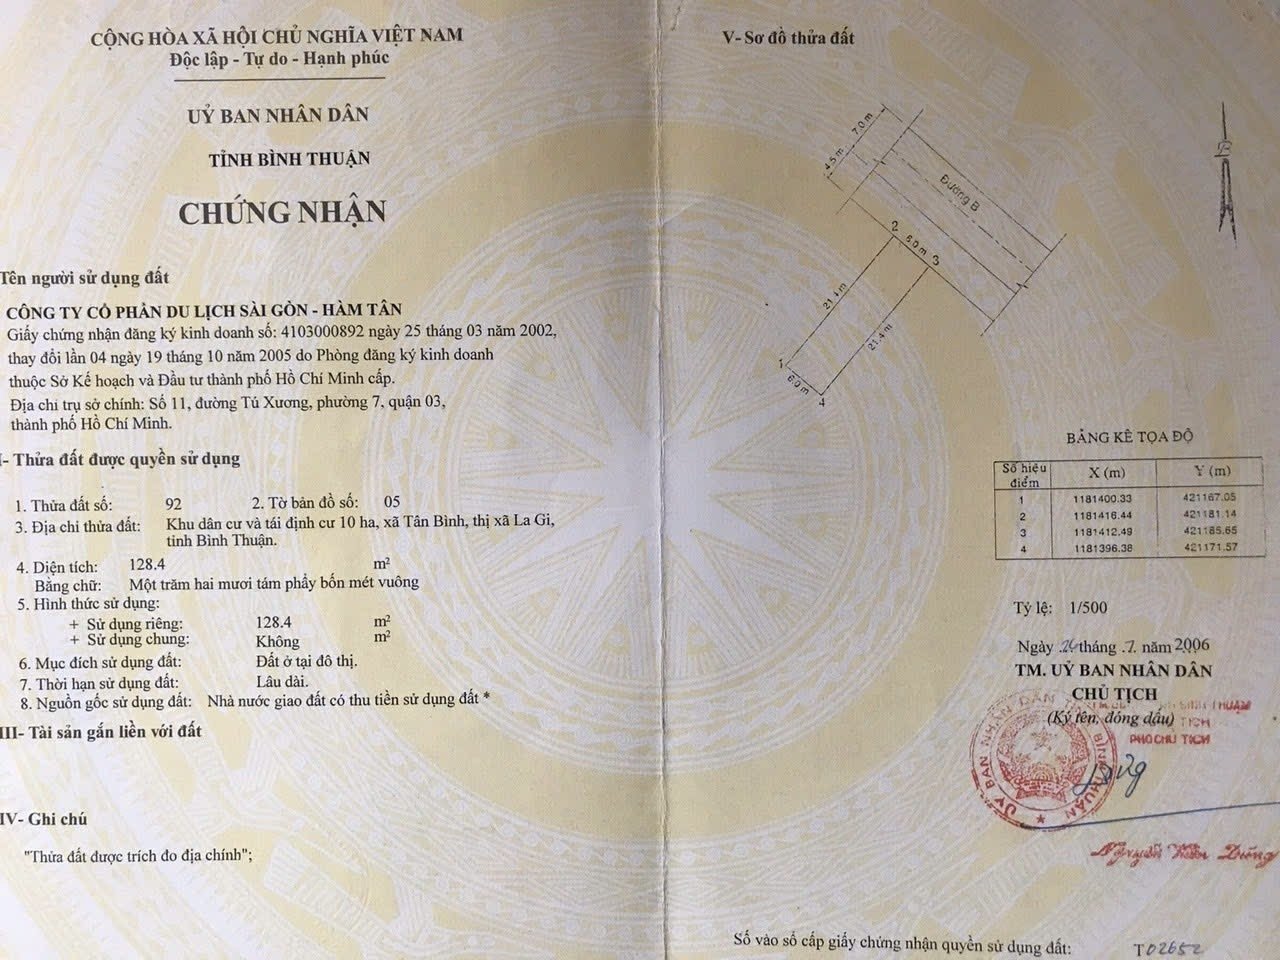 CỘNG HÒA XÃ HỘI CHỦ NGHĨA VIỆT NAM
Độc lập - Tự do - Hạnh phúc
UỶ BAN NHÂN DÂN
TỈNH BÌNH THUẬN
CHỨNG NHẬN
Tên người sử dụng đất
CÔNG TY CỔ PHẦN DU LỊCH SÀI GÒN - HÀM TÂN
Giấy chứng nhận đăng ký kinh doanh số: 4103000892 ngày 25 tháng 03 năm 2002,
thay đổi lần 04 ngày 19 tháng 10 năm 2005 do Phòng đăng ký kinh doanh
thuộc Sở Kế hoạch và Đầu tư thành phố Hồ Chí Minh cấp.
Địa chỉ trụ sở chính: Số 11, đường Tú Xương, phường 7, quận 03,
thành phố Hồ Chí Minh.
I- Thửa đất được quyền sử dụng
1. Thửa đất số: 92 2. Tờ bản đồ số: 05
3. Địa chỉ thửa đất: Khu dân cư và tái định cư 10 ha, xã Tân Bình, thị xã La Gi,
tỉnh Bình Thuận.
4. Diện tích: 128.4 m²
Bằng chữ: Một trăm hai mươi tám phẩy bốn mét vuông
5. Hình thức sử dụng:
+ Sử dụng riêng: 128.4 m²
+ Sử dụng chung: Không m²
6. Mục đích sử dụng đất: Đất ở tại đô thị.
7. Thời hạn sử dụng đất: Lâu dài.
8. Nguồn gốc sử dụng đất: Nhà nước giao đất có thu tiền sử dụng đất *
III- Tài sản gắn liền với đất
IV- Ghi chú
"Thửa đất được trích đo địa chính";
V- Sơ đồ thửa đất
7.0 m
4.5 m
Đường B
2
6.0 m
3
21.4 m
21.4 m
1
6.0 m
4
BẢNG KÊ TỌA ĐỘ
Số hiệu điểm X (m) Y (m)
1 1181400.33 421167.05
2 1181416.44 421181.14
3 1181412.49 421185.65
4 1181396.38 421171.57
Tỷ lệ: 1/500
Ngày 24 tháng 7 năm 2006
TM. UỶ BAN NHÂN DÂN
CHỦ TỊCH
(Ký tên, đóng dấu)
PHÓ CHỦ TỊCH
ỦY BAN NHÂN DÂN BÌNH THUẬN
Số vào sổ cấp giấy chứng nhận quyền sử dụng đất: T02652